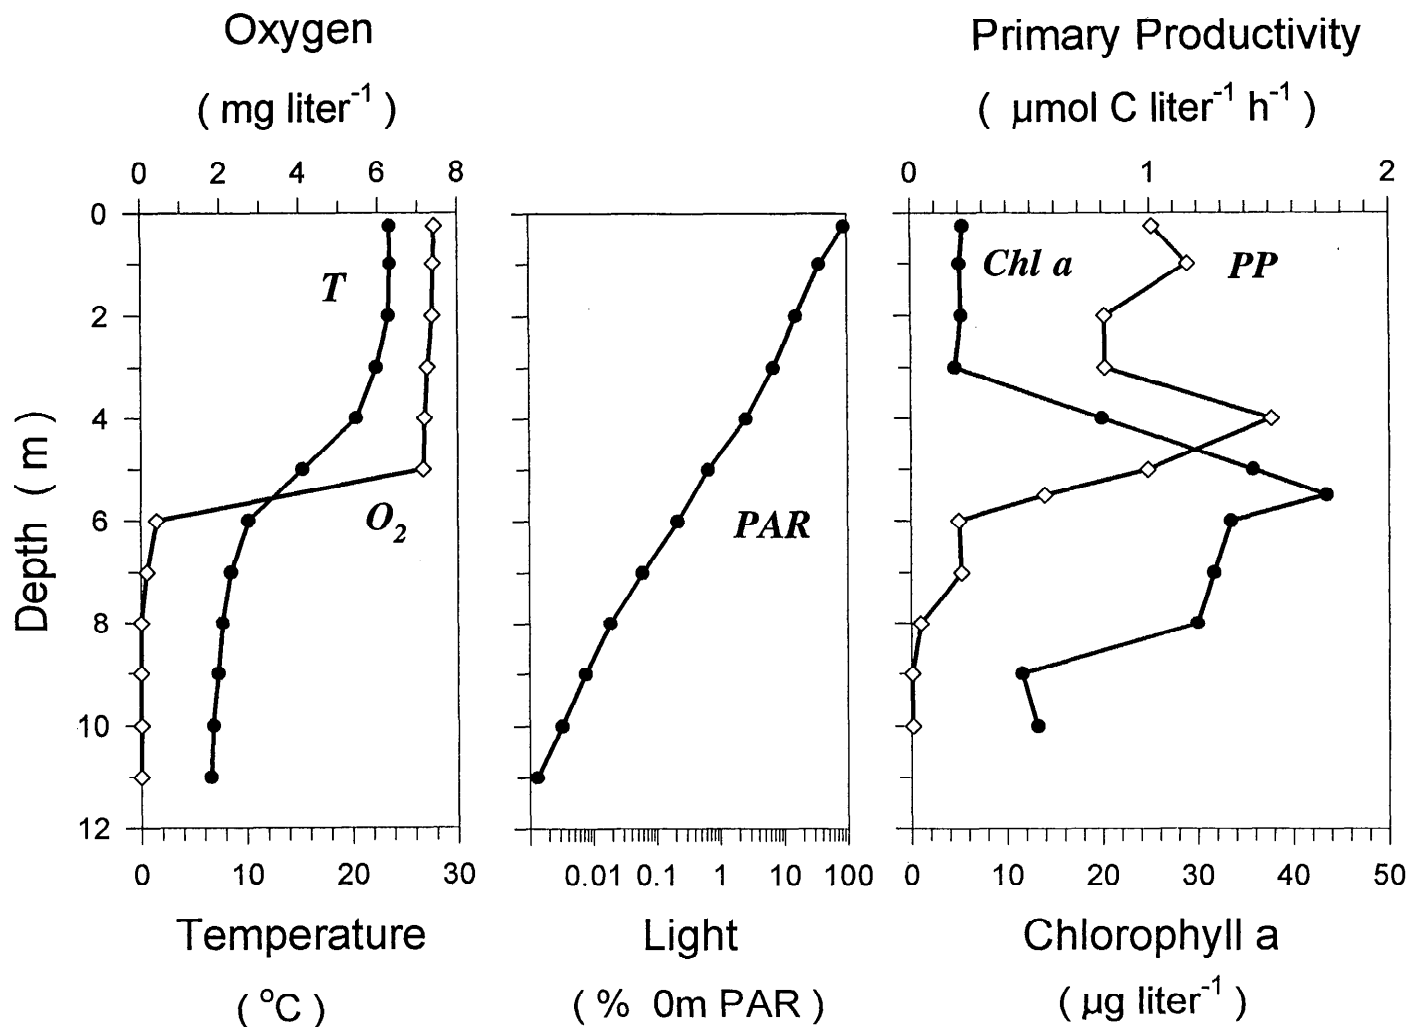 Oxygen
( mg liter-1 )
0 2 4 6 8
Primary Productivity
( µmol C liter-1 h-1 )
0 1 2
Depth ( m )
0
2
4
6
8
10
12
T
O2
PAR
Chl a
PP
0 10 20 30
Temperature
( oC )
0.01 0.1 1 10 100
Light
( % 0m PAR )
0 10 20 30 40 50
Chlorophyll a
( µg liter-1 )